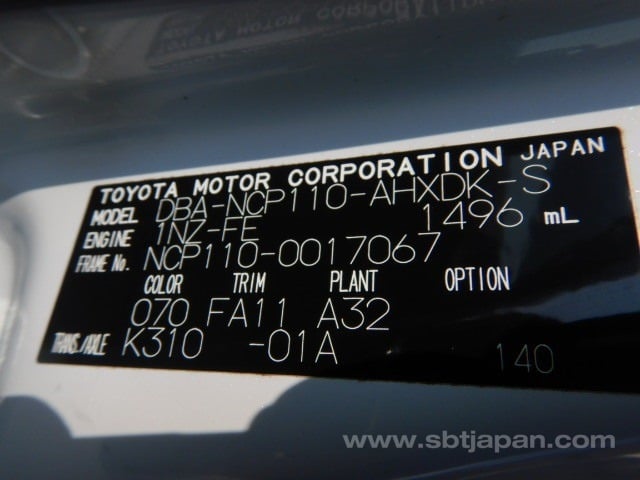 TOYOTA MOTOR CORPORATION JAPAN
MODEL DBA-NCP110-AHXDK-S
ENGINE 1NZ-FE 1496 mL
FRAME No. NCP110-0017067
COLOR TRIM PLANT OPTION
070 FA11 A32
TRANS./AXLE K310 -01A 140
www.sbtjapan.com